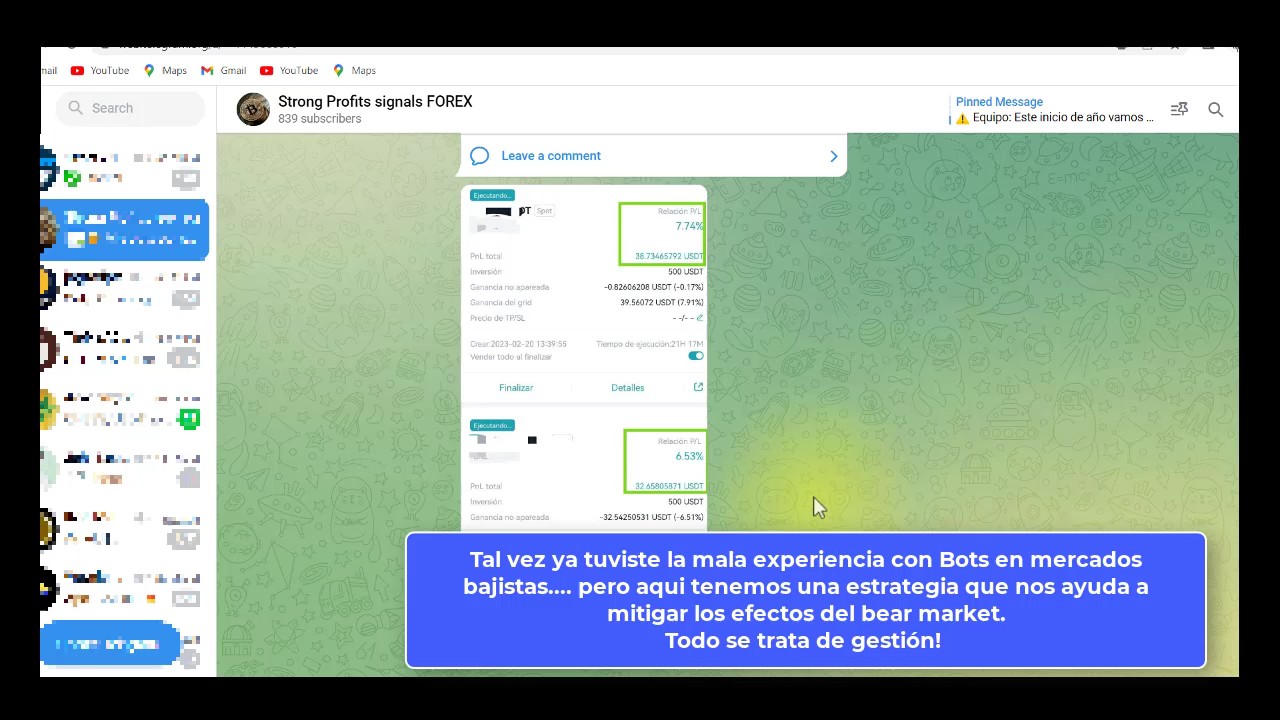 mail YouTube Maps Gmail YouTube Maps
Search
Strong Profits signals FOREX
839 subscribers
Pinned Message
Equipo: Este inicio de año vamos ...
Leave a comment
Ejecutando...
Spot
Relación P/L
7.74%
PnL total 38.73465792 USDT
Inversión 500 USDT
Ganancia no apareada -0.82606208 USDT (-0.17%)
Ganancia del grid 39.56072 USDT (7.91%)
Precio de TP/SL --/--
Crear:2023-02-20 13:39:55 Tiempo de ejecución:21H 17M
Vender todo al finalizar
Finalizar Detalles
Ejecutando...
Relación P/L
6.53%
PnL total 32.65805871 USDT
Inversión 500 USDT
Ganancia no apareada -32.54250531 USDT (-6.51%)
Tal vez ya tuviste la mala experiencia con Bots en mercados
bajistas.... pero aqui tenemos una estrategia que nos ayuda a
mitigar los efectos del bear market.
Todo se trata de gestión!